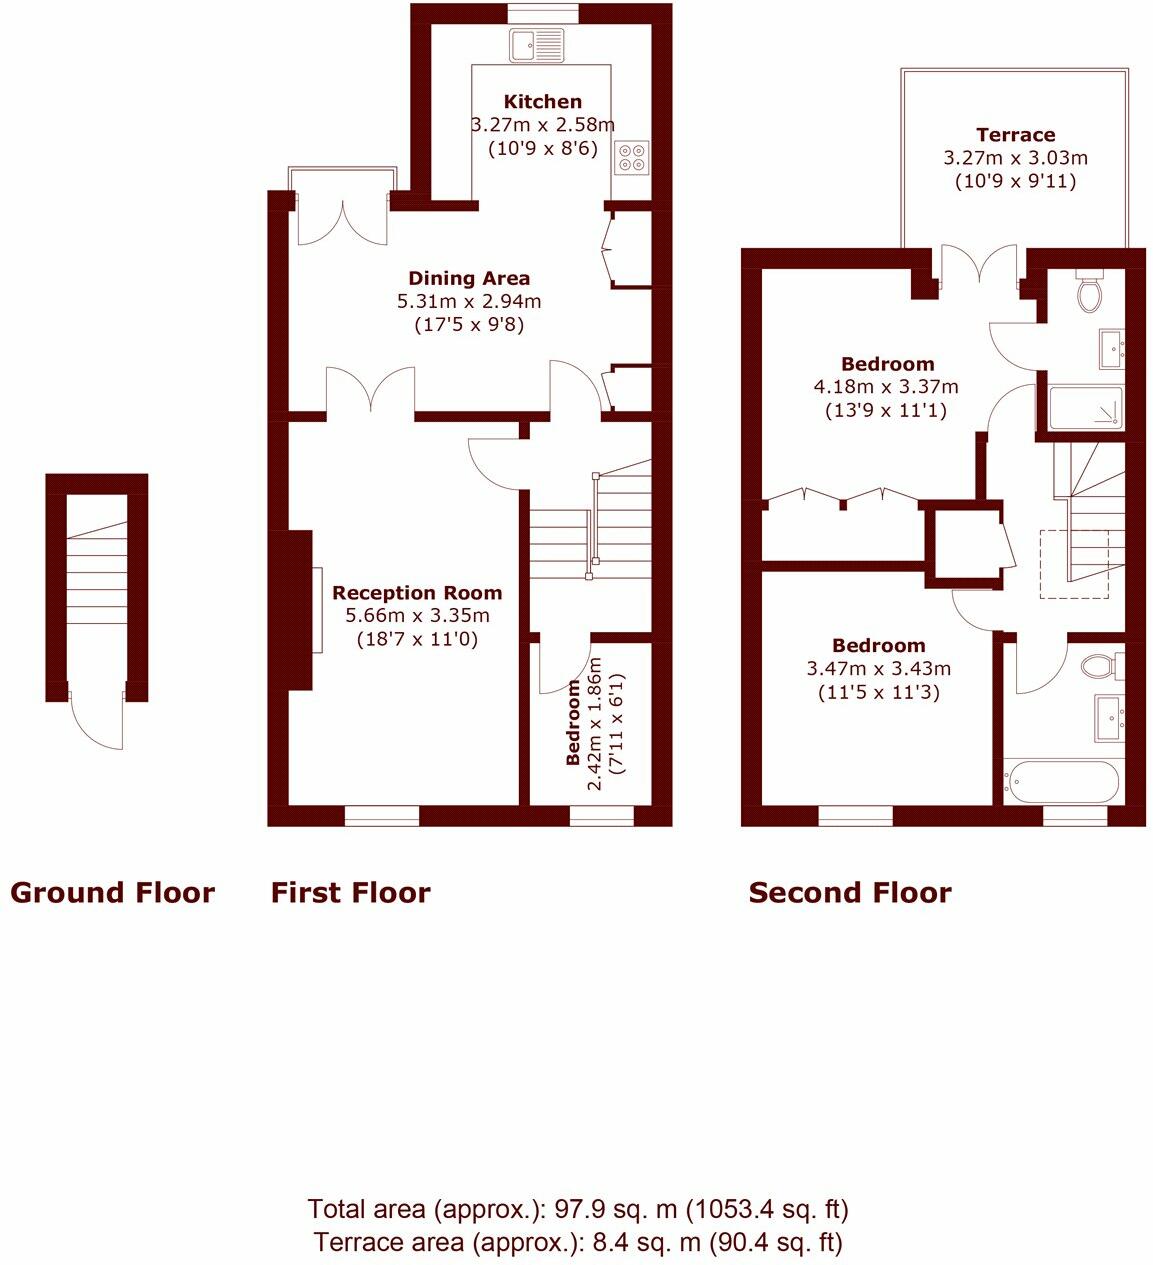 Kitchen
3.27m x 2.58m
(10'9 x 8'6)
Terrace
3.27m x 3.03m
(10'9 x 9'11)
Dining Area
5.31m x 2.94m
(17'5 x 9'8)
Bedroom
4.18m x 3.37m
(13'9 x 11'1)
Reception Room
5.66m x 3.35m
(18'7 x 11'0)
Bedroom
2.42m x 1.86m
(7'11 x 6'1)
Bedroom
3.47m x 3.43m
(11'5 x 11'3)
Ground Floor
First Floor
Second Floor
Total area (approx.): 97.9 sq. m (1053.4 sq. ft)
Terrace area (approx.): 8.4 sq. m (90.4 sq. ft)